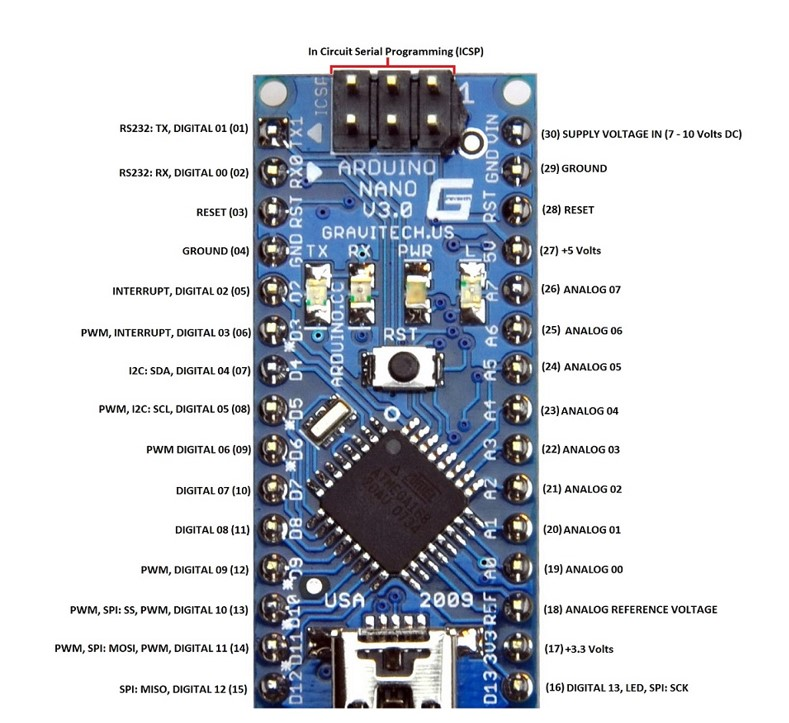 In Circuit Serial Programming (ICSP)
ICSP
1
RS232: TX, DIGITAL 01 (01)
TX1
VIN
(30) SUPPLY VOLTAGE IN (7 - 10 Volts DC)
RS232: RX, DIGITAL 00 (02)
RX0
ARDUINO
NANO
V3.0
G
GND
(29) GROUND
RESET (03)
RST
RST
(28) RESET
GRAVITECH.US
GROUND (04)
GND
TX
RX
PWR
L
5V
(27) +5 Volts
INTERRUPT, DIGITAL 02 (05)
D2
ARDUINO.CC
A7
(26) ANALOG 07
PWM, INTERRUPT, DIGITAL 03 (06)
*D3
RST
A6
(25) ANALOG 06
I2C: SDA, DIGITAL 04 (07)
D4
A5
(24) ANALOG 05
PWM, I2C: SCL, DIGITAL 05 (08)
*D5
A4
(23) ANALOG 04
PWM DIGITAL 06 (09)
*D6
A3
(22) ANALOG 03
DIGITAL 07 (10)
D7
A2
(21) ANALOG 02
DIGITAL 08 (11)
D8
A1
(20) ANALOG 01
PWM, DIGITAL 09 (12)
*D9
A0
(19) ANALOG 00
USA
2009
PWM, SPI: SS, PWM, DIGITAL 10 (13)
*D10
REF
(18) ANALOG REFERENCE VOLTAGE
PWM, SPI: MOSI, PWM, DIGITAL 11 (14)
*D11
3V3
(17) +3.3 Volts
SPI: MISO, DIGITAL 12 (15)
D12
D13
(16) DIGITAL 13, LED, SPI: SCK